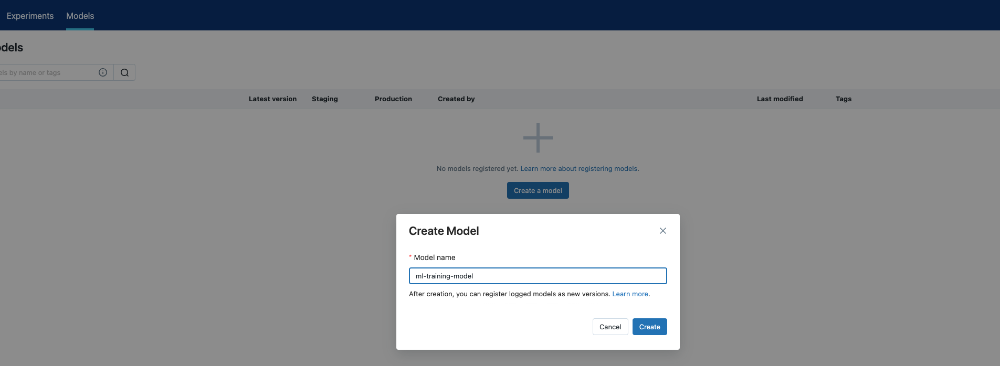 Experiments Models
odels
els by name or tags
Latest version Staging Production Created by Last modified Tags
No models registered yet. Learn more about registering models.
Create a model
Create Model
* Model name
ml-training-model
After creation, you can register logged models as new versions. Learn more.
Cancel Create